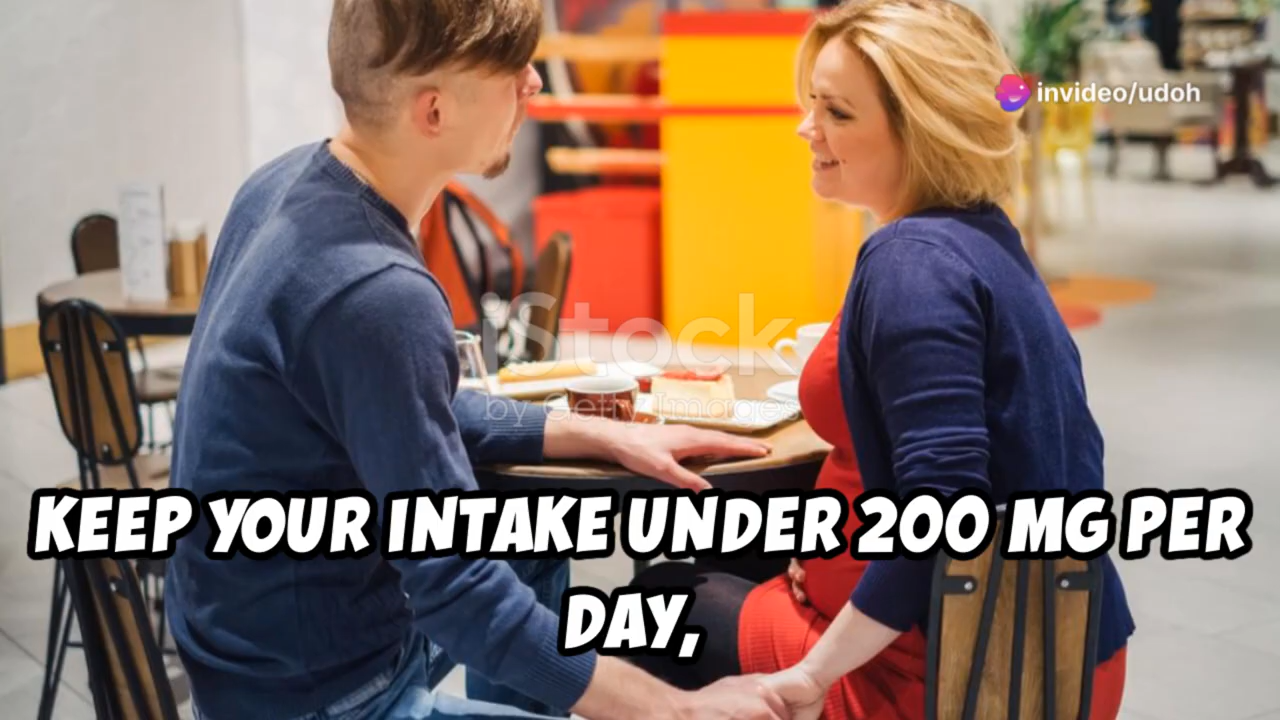 invideo/udoh
iStock
by Getty Images
KEEP YOUR INTAKE UNDER 200 MG PER
DAY,